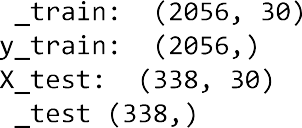 _train: (2056, 30)
y_train: (2056,)
X_test: (338, 30)
_test (338,)